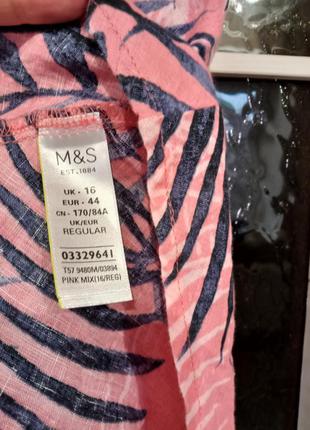 M&S
EST. 1884
UK - 16
EUR - 44
CN - 170/84A
UK/EUR
REGULAR
03329641
T57 9480M/03894
PINK MIX(16/REG)